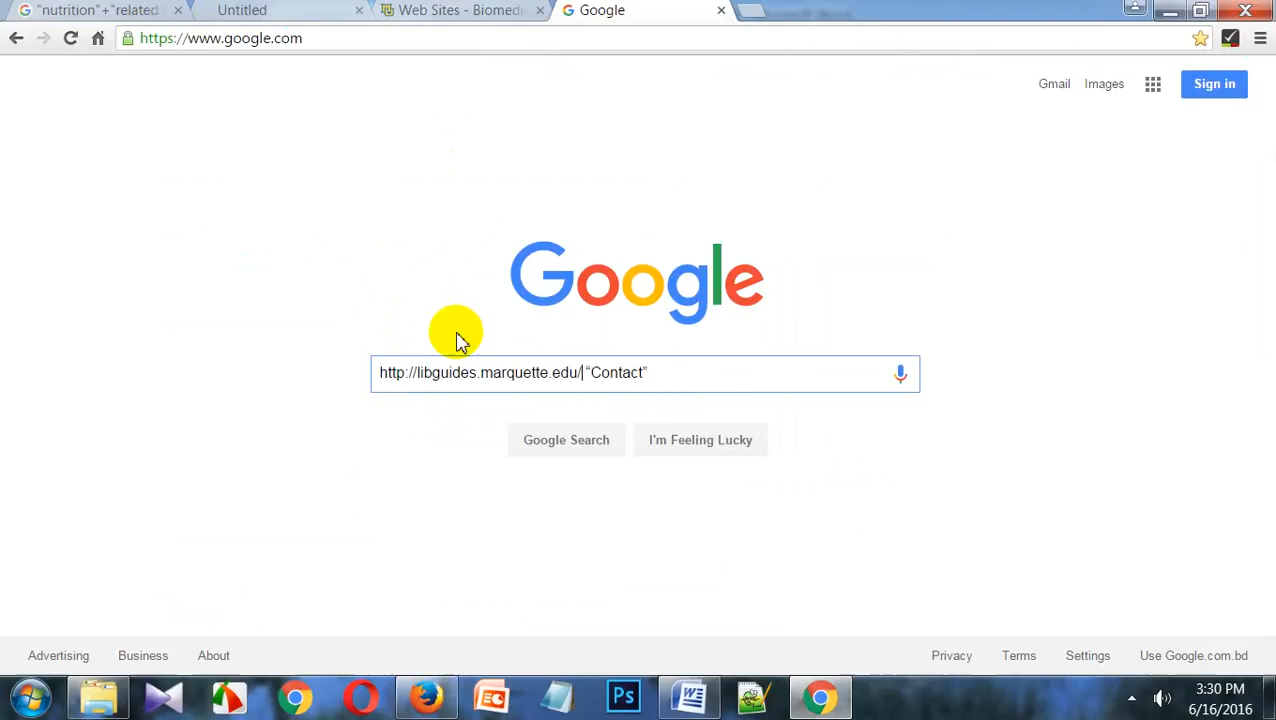 "nutrition"+"related
Untitled
Web Sites - Biomedi
Google
https://www.google.com
Gmail
Images
Sign in
Google
http://libguides.marquette.edu/ “Contact”
Google Search
I'm Feeling Lucky
Advertising
Business
About
Privacy
Terms
Settings
Use Google.com.bd
Ps
3:30 PM
6/16/2016